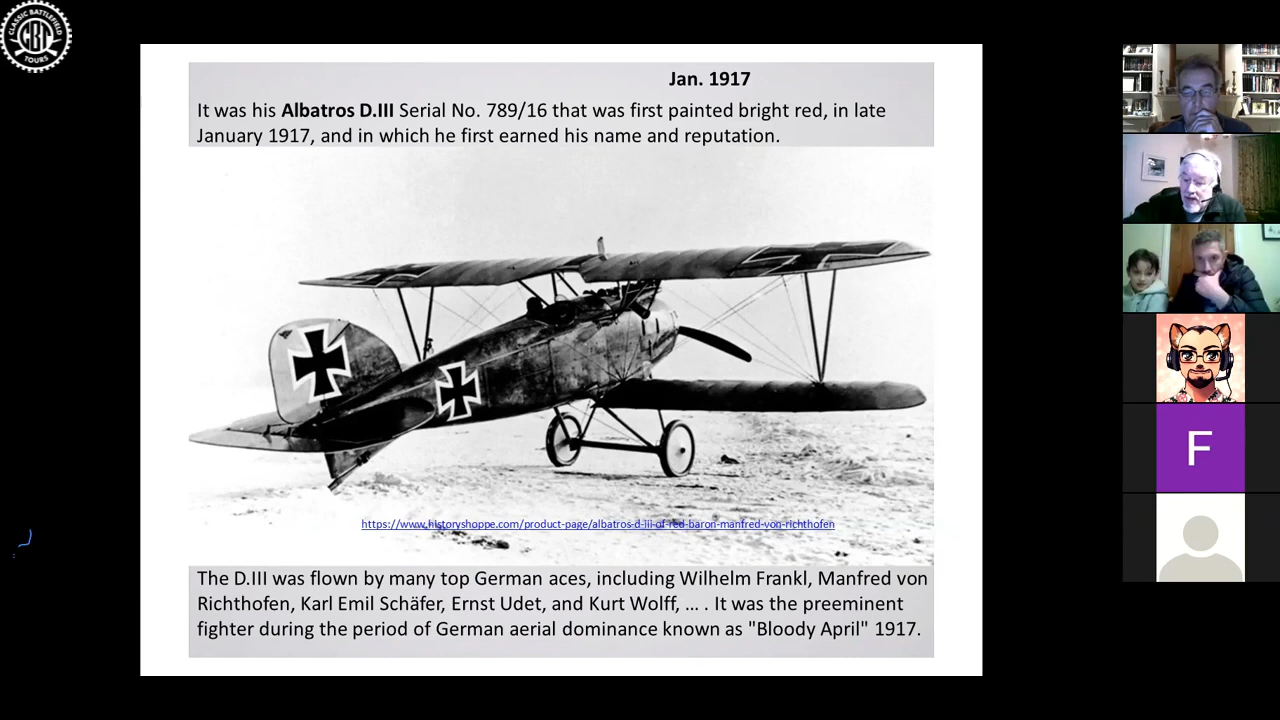 CLASSIC BATTLEFIELD
CBT
TOURS
Jan. 1917
It was his Albatros D.III Serial No. 789/16 that was first painted bright red, in late
January 1917, and in which he first earned his name and reputation.
https://www.historyshoppe.com/product-page/albatros-d-iii-of-red-baron-manfred-von-richthofen
The D.III was flown by many top German aces, including Wilhelm Frankl, Manfred von
Richthofen, Karl Emil Schäfer, Ernst Udet, and Kurt Wolff, ... . It was the preeminent
fighter during the period of German aerial dominance known as "Bloody April" 1917.
F